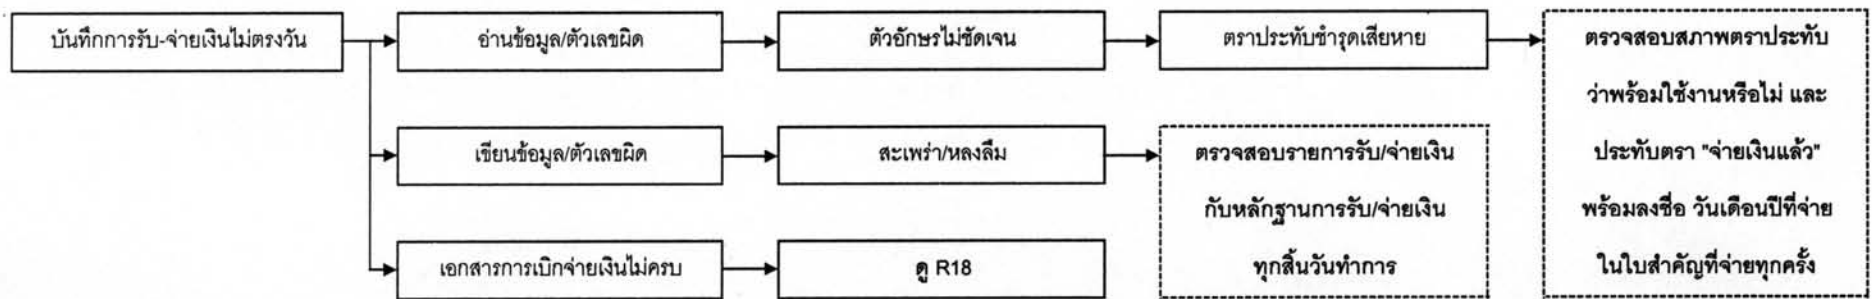 บันทึกการรับ-จ่ายเงินไม่ตรงวัน
อ่านข้อมูล/ตัวเลขผิด
ตัวอักษรไม่ชัดเจน
ตราประทับชำรุดเสียหาย
ตรวจสอบสภาพตราประทับ
ว่าพร้อมใช้งานหรือไม่ และ
ประทับตรา "จ่ายเงินแล้ว"
พร้อมลงชื่อ วันเดือนปีที่จ่าย
ในใบสำคัญที่จ่ายทุกครั้ง
เขียนข้อมูล/ตัวเลขผิด
สะเพร่า/หลงลืม
ตรวจสอบรายการรับ/จ่ายเงิน
กับหลักฐานการรับ/จ่ายเงิน
ทุกสิ้นวันทำการ
เอกสารการเบิกจ่ายเงินไม่ครบ
ดู R18